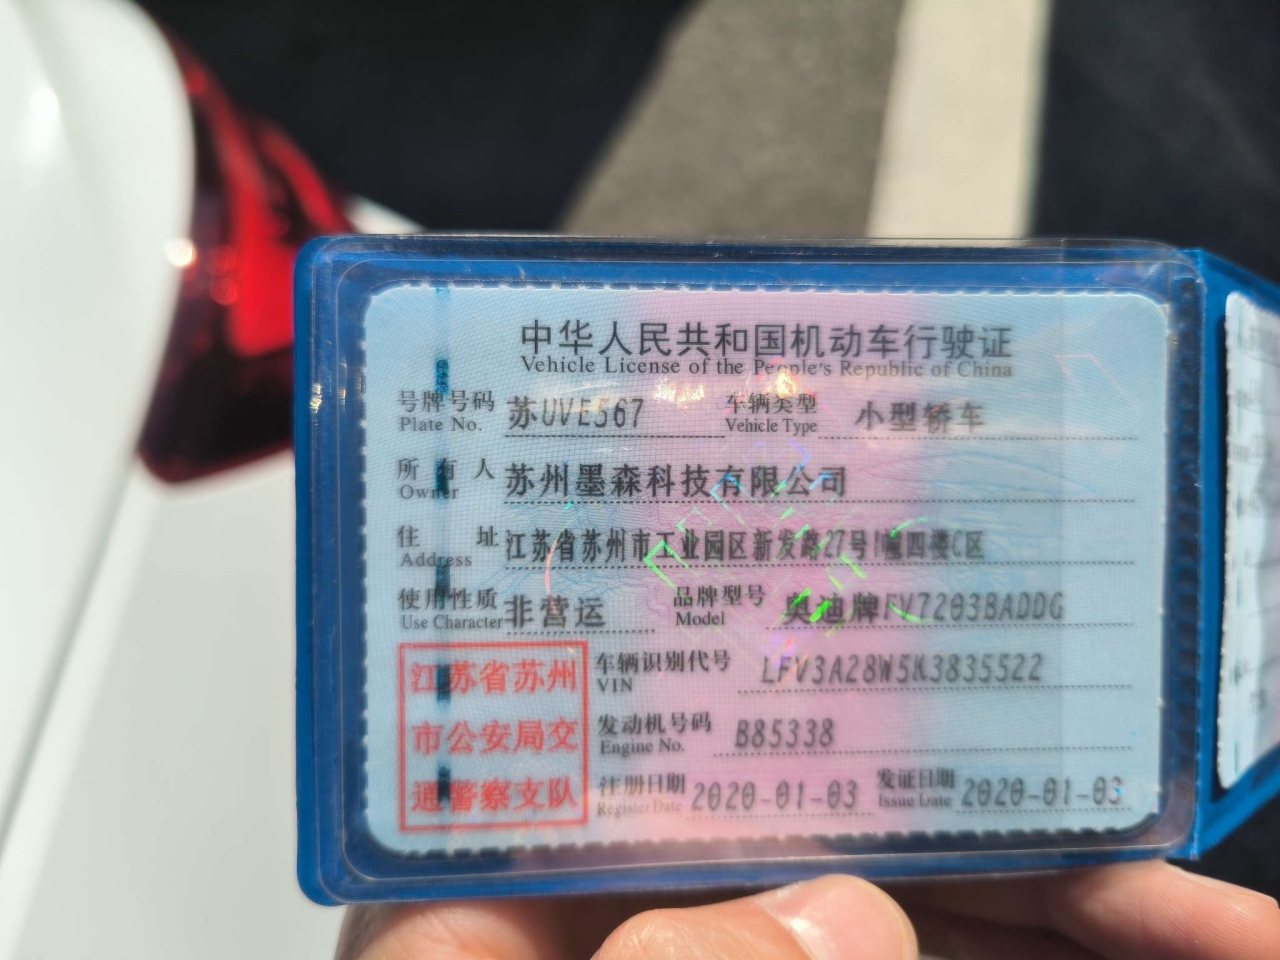 中华人民共和国机动车行驶证
Vehicle License of the People's Republic of China
号牌号码 苏UVE567 车辆类型 小型轿车
Plate No. Vehicle Type
所有人 苏州墨森科技有限公司
Owner
住址 江苏省苏州市工业园区新发路27号1幢四楼C区
Address
使用性质 非营运 品牌型号 奥迪牌FV7203BADDG
Use Character Model
江苏省苏州
市公安局交
通警察支队
车辆识别代号 LFV3A28W5K3835522
VIN
发动机号码 B85338
Engine No.
注册日期 2020-01-03 发证日期 2020-01-03
Register Date Issue Date